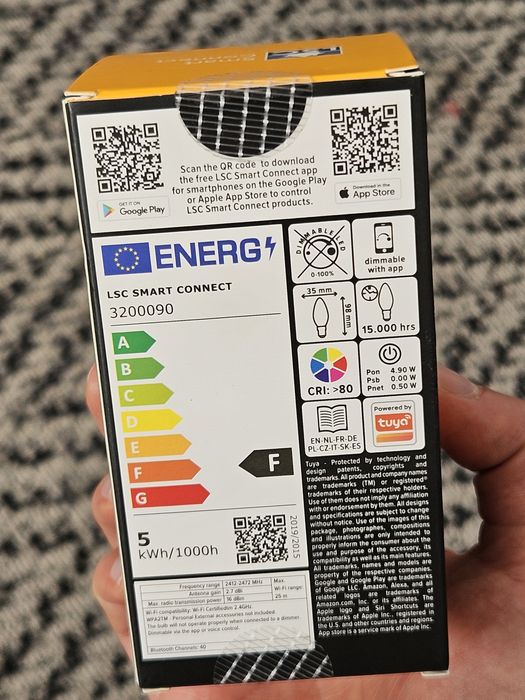 Smart
Connect
Scan the QR code to download
the free LSC Smart Connect app
for smartphones on the Google Play
or Apple App Store to control
LSC Smart Connect products.
GET IT ON
Google Play
Download in the
App Store
ENERG
LSC SMART CONNECT
3200090
A
B
C
D
E
F
G
F
5
kWh/1000h
2019/2015
DIMMABLE LED
0-100%
dimmable
with app
35 mm
98 mm
15.000 hrs
CRI: >80
Pon 4.90 W
Psb 0.00 W
Pnet 0.50 W
EN-NL-FR-DE
PL-CZ-IT-SK-ES
Powered by
tuya
Tuya - Protected by technology and
design patents, copyrights and
trademarks. All product and company names
are trademarks (TM) or registered
trademarks of their respective holders.
Use of them does not imply any affiliation
with or endorsement by them. All designs
and specifications are subject to change
without notice. Use of the images of this
package, photographes, compositions
and illustrations are only intended to
properly inform the consumer about the
use and purpose of the accessory, its
compatibility as well as its main features.
All trademarks, names and models are
property of the respective companies.
Google and Google Play are trademarks
of Google LLC. Amazon, Alexa, and all
related logos are trademarks of
Amazon.com, Inc. or its affiliates. The
Apple logo and Siri Shortcuts are
trademarks of Apple Inc., registered in
the U.S. and other countries and regions.
App store is a service mark of Apple Inc.
Frequency range 2412-2472 MHz
Antenna gain 2.7 dBi
Max. radio transmission power 16 dBm
Max.
Wi-Fi range:
25 m
Wi-Fi compatibility: Wi-Fi Certified(in 2.4GHz.
WPA2TM - Personal External accessories not included.
The bulb will not operate properly when connected to a dimmer.
Dimmable via the app or voice control.
Bluetooth Channels: 40